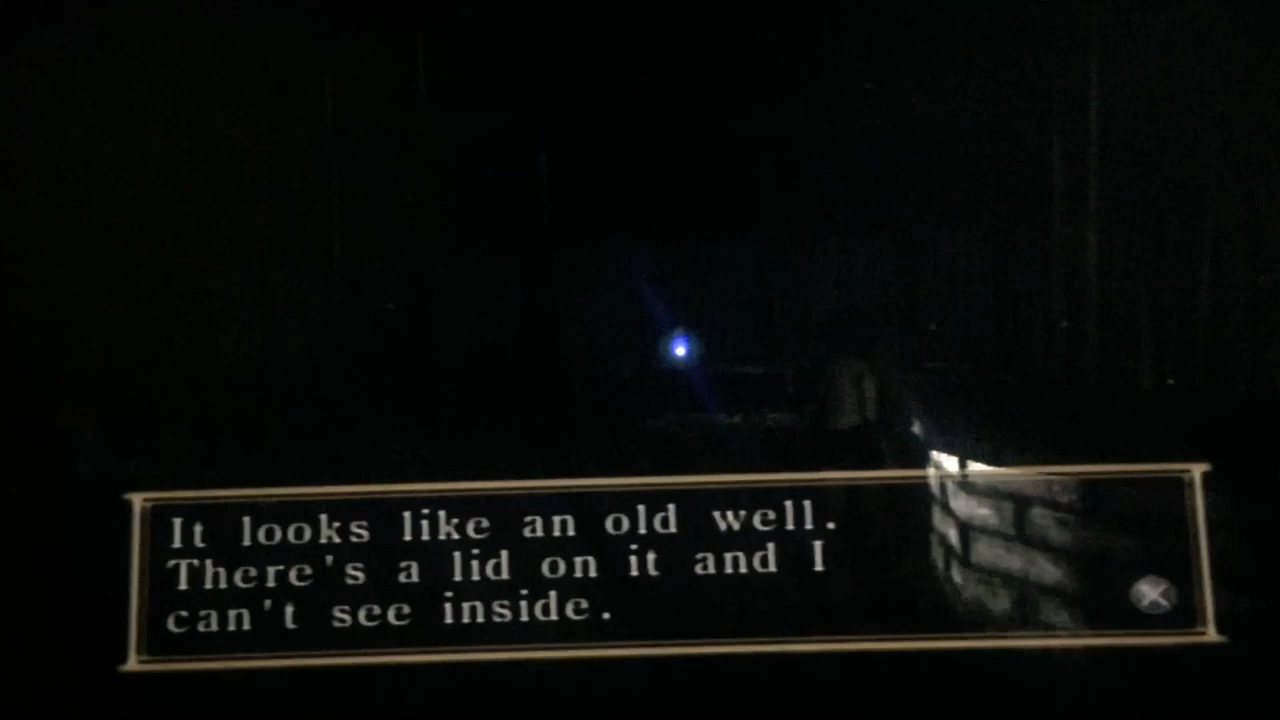 It looks like an old well.
There's a lid on it and I
can't see inside.